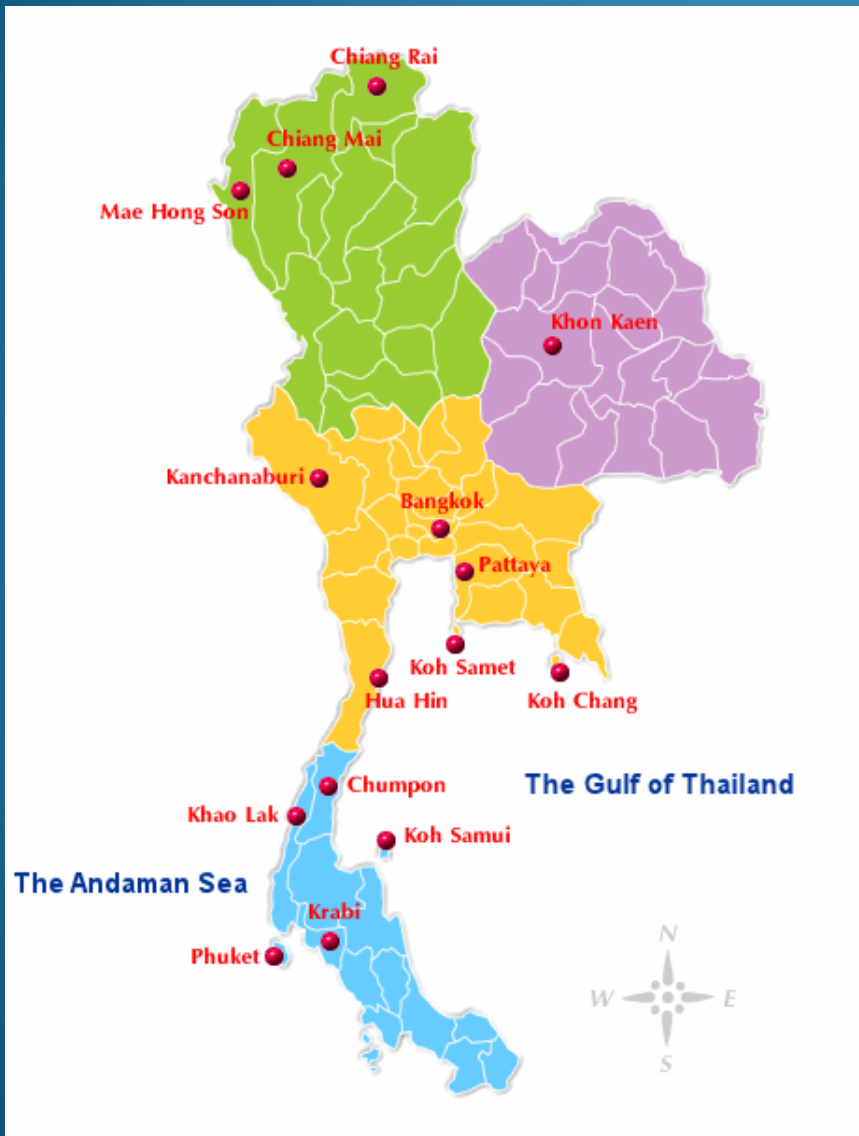 Chiang Rai
Chiang Mai
Mae Hong Son
Khon Kaen
Kanchanaburi
Bangkok
Pattaya
Koh Samet
Koh Chang
Hua Hin
Chumpon
The Gulf of Thailand
Khao Lak
Koh Samui
The Andaman Sea
Krabi
Phuket
N
W E
S